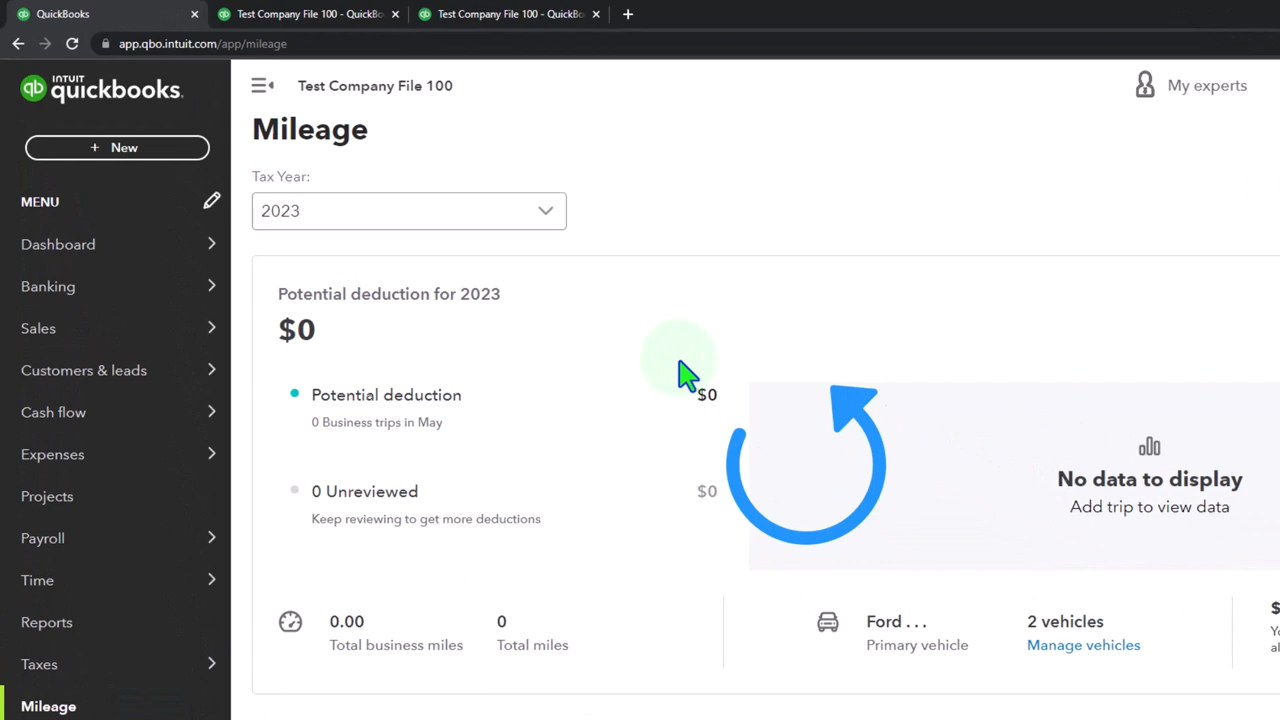 QuickBooks
Test Company File 100 - QuickBo
Test Company File 100 - QuickBo
app.qbo.intuit.com/app/mileage
INTUIT
quickbooks.
Test Company File 100
My experts
+ New
Mileage
Tax Year:
2023
MENU
Dashboard
Banking
Sales
Customers & leads
Cash flow
Expenses
Projects
Payroll
Time
Reports
Taxes
Mileage
Potential deduction for 2023
$0
Potential deduction $0
0 Business trips in May
0 Unreviewed $0
Keep reviewing to get more deductions
No data to display
Add trip to view data
0.00
Total business miles
0
Total miles
Ford . . .
Primary vehicle
2 vehicles
Manage vehicles
$